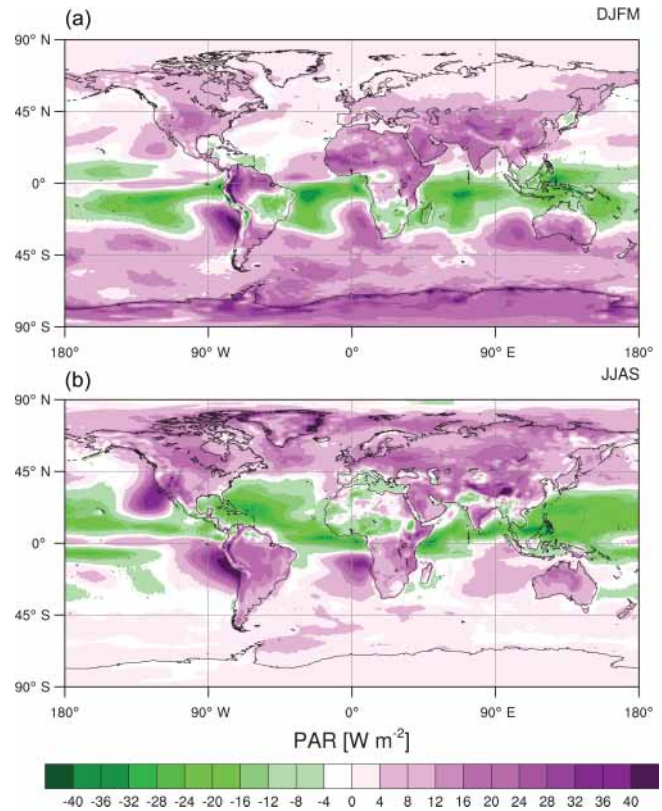 (a) DJFM
90° N
45° N
0°
45° S
90° S
180° 90° W 0° 90° E 180°
(b) JJAS
90° N
45° N
0°
45° S
90° S
180° 90° W 0° 90° E 180°
PAR [W m-2]
-40 -36 -32 -28 -24 -20 -16 -12 -8 -4 0 4 8 12 16 20 24 28 32 36 40